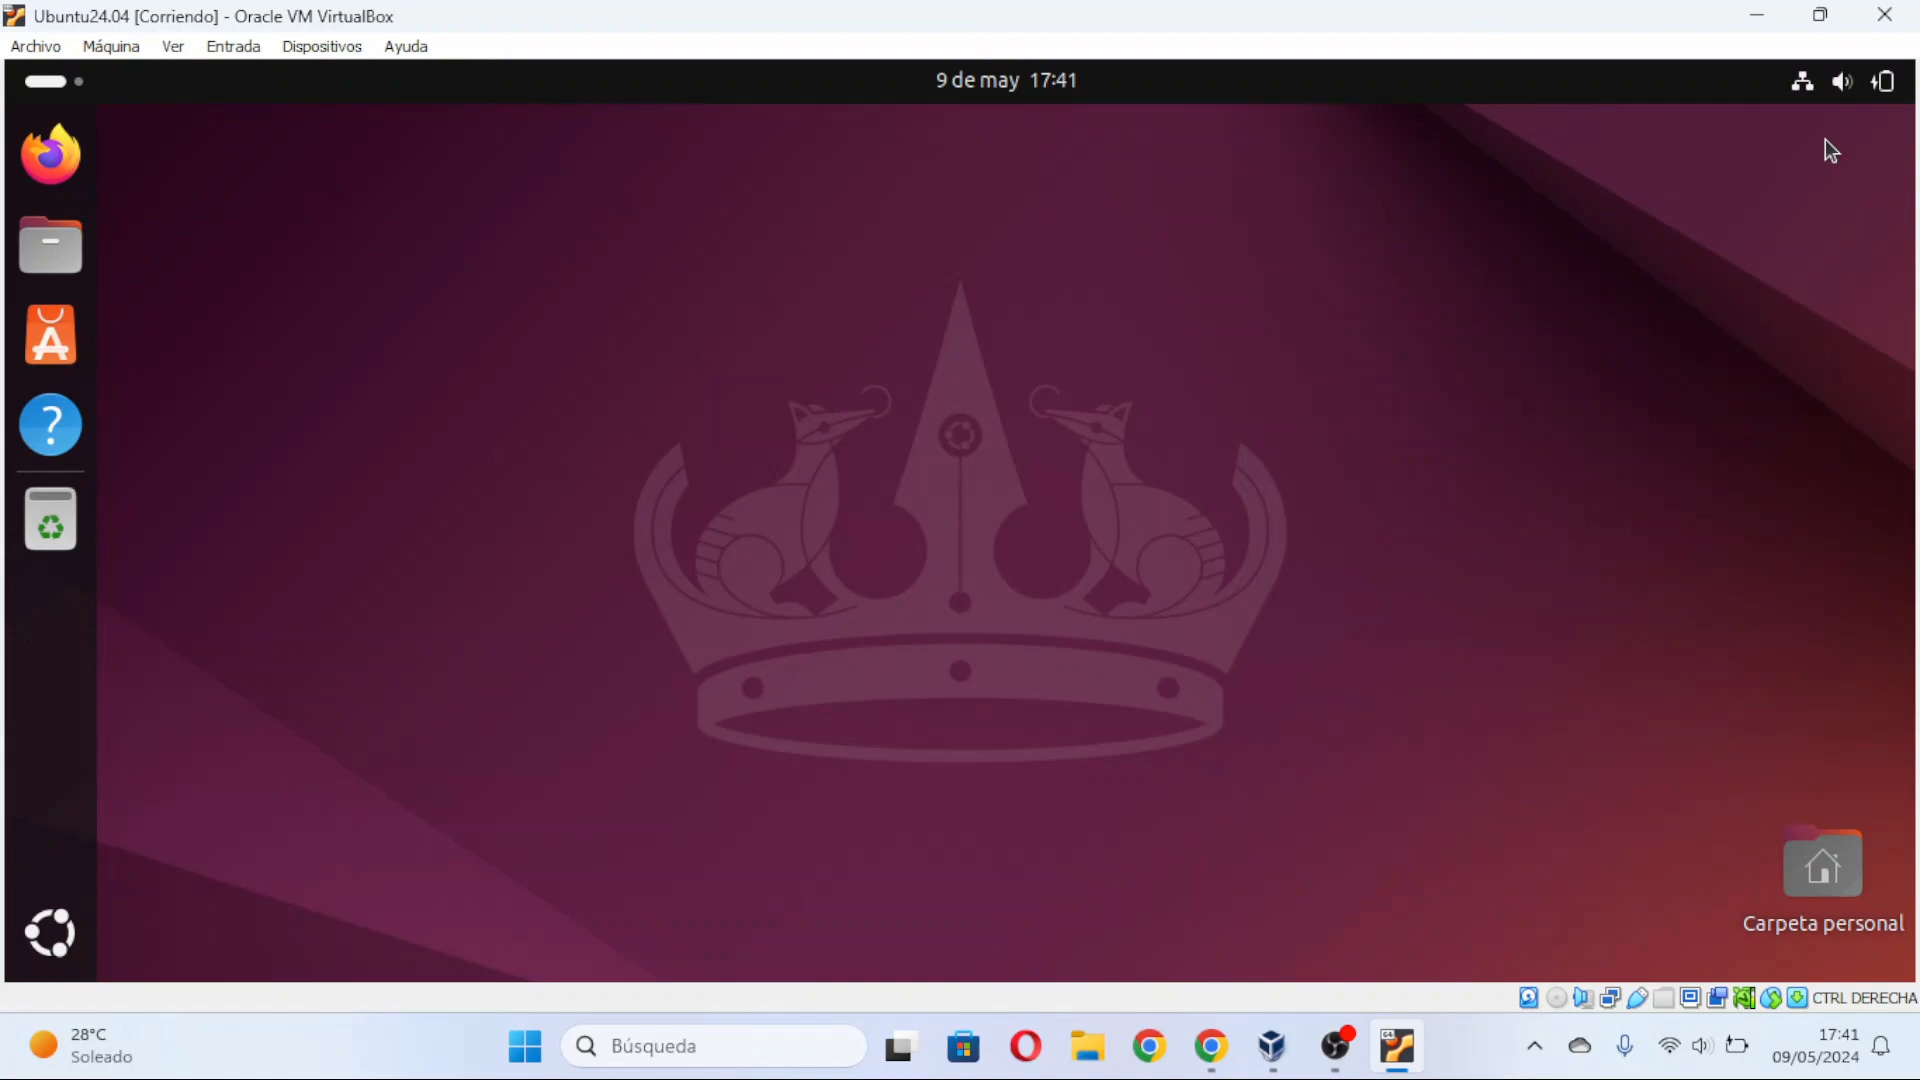 Ubuntu24.04 [Corriendo] - Oracle VM VirtualBox
Archivo Máquina Ver Entrada Dispositivos Ayuda
9 de may 17:41
Carpeta personal
CTRL DERECHA
28°C
Soleado
Búsqueda
17:41
09/05/2024